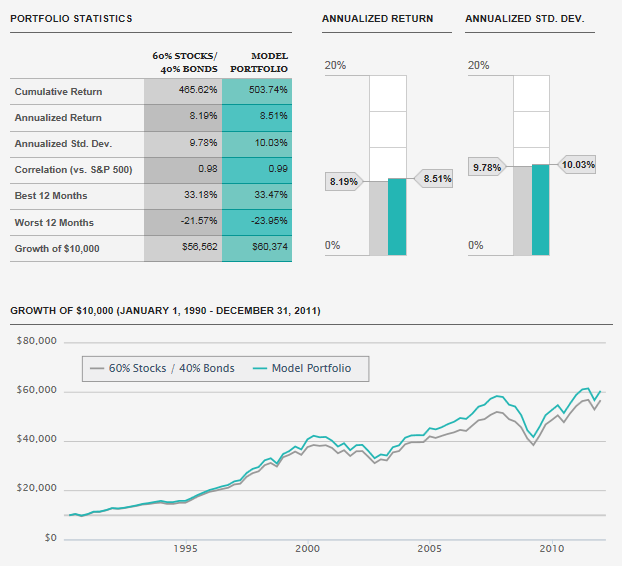 PORTFOLIO STATISTICS
60% STOCKS/ MODEL
40% BONDS PORTFOLIO
Cumulative Return 465.62% 503.74%
Annualized Return 8.19% 8.51%
Annualized Std. Dev. 9.78% 10.03%
Correlation (vs. S&P 500) 0.98 0.99
Best 12 Months 33.18% 33.47%
Worst 12 Months -21.57% -23.95%
Growth of $10,000 $56,562 $60,374
ANNUALIZED RETURN
20%
8.19% 8.51%
0%
ANNUALIZED STD. DEV.
20%
9.78% 10.03%
0%
GROWTH OF $10,000 (JANUARY 1, 1990 - DECEMBER 31, 2011)
$80,000
60% Stocks / 40% Bonds Model Portfolio
$60,000
$40,000
$20,000
$0
1995 2000 2005 2010